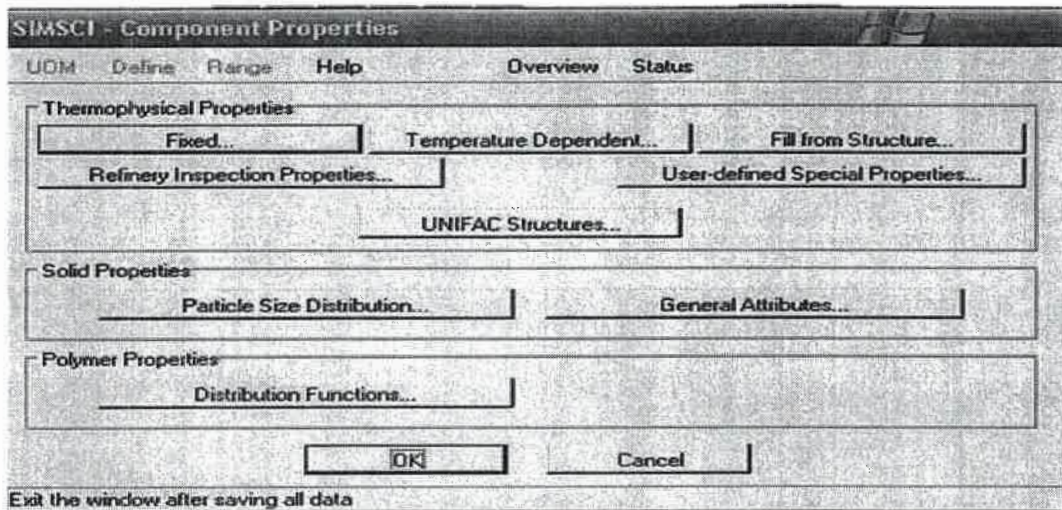 SIMSCI - Component Properties
UOM Define Range Help Overview Status
Thermophysical Properties
Fixed... Temperature Dependent... Fill from Structure...
Refinery Inspection Properties... User-defined Special Properties...
UNIFAC Structures...
Solid Properties
Particle Size Distribution... General Attributes...
Polymer Properties
Distribution Functions...
OK Cancel
Exit the window after saving all data